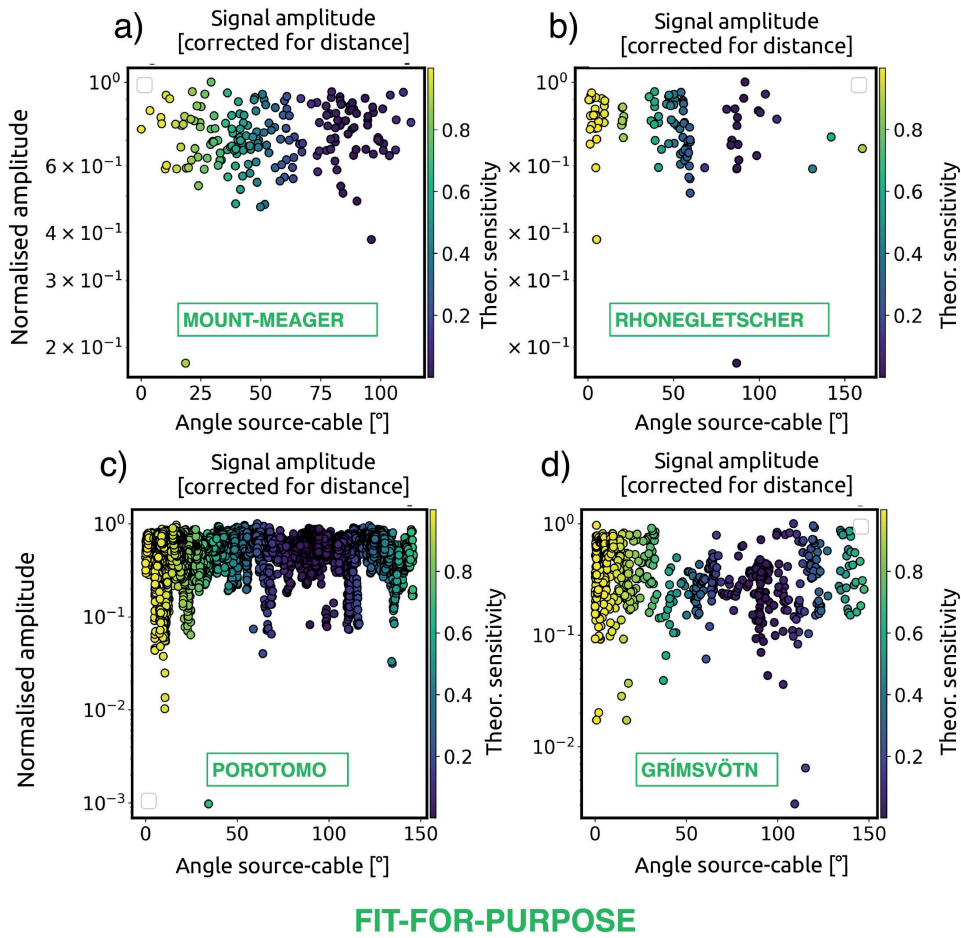 a)
Signal amplitude
[corrected for distance]
Normalised amplitude
10⁰
6 × 10⁻¹
4 × 10⁻¹
3 × 10⁻¹
2 × 10⁻¹
MOUNT-MEAGER
0 25 50 75 100
Angle source-cable [°]
0.8
0.6
0.4
0.2
Theor. sensitivity
b)
Signal amplitude
[corrected for distance]
10⁰
6 × 10⁻¹
× 10⁻¹
× 10⁻¹
× 10⁻¹
RHONEGLETSCHER
0 50 100 150
Angle source-cable [°]
0.8
0.6
0.4
0.2
Theor. sensitivity
c)
Signal amplitude
[corrected for distance]
Normalised amplitude
10⁰
10⁻¹
10⁻²
10⁻³
POROTOMO
0 50 100 150
Angle source-cable [°]
0.8
0.6
0.4
0.2
Theor. sensitivity
d)
Signal amplitude
[corrected for distance]
10⁰
10⁻¹
10⁻²
GRÍMSVÖTN
0 50 100 150
Angle source-cable [°]
0.8
0.6
0.4
0.2
Theor. sensitivity
FIT-FOR-PURPOSE